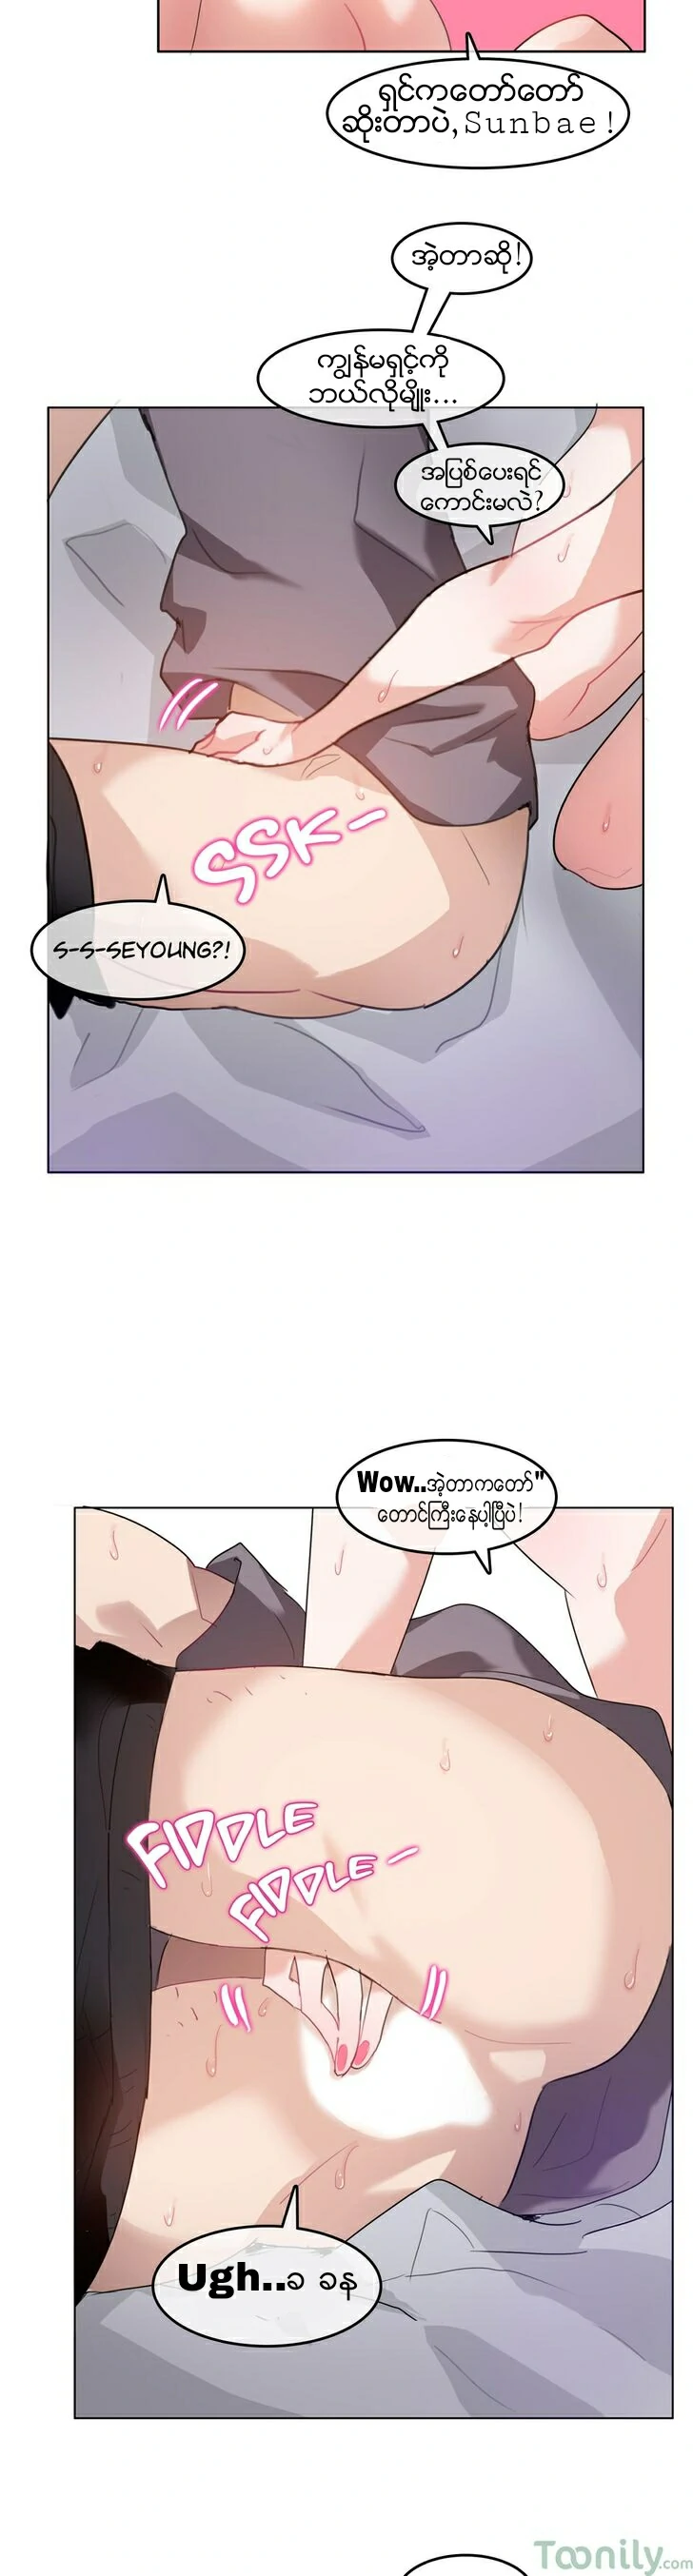 ရှင်ကတော်တော်
ဆိုးတာပဲ, Sunbae !
အဲ့တာဆို!
ကျွန်မရှင့်ကို
ဘယ်လိုမျိုး...
အပြစ်ပေးရင်
ကောင်းမလဲ?
SSK-
S-S-SEYOUNG?!
Wow..အဲ့တာကတော်"
တောင်ကြီးနေပါ့ပြီပဲ!
FIDDLE
FIDDLE-
Ugh..ခ ခန
Toonily.com